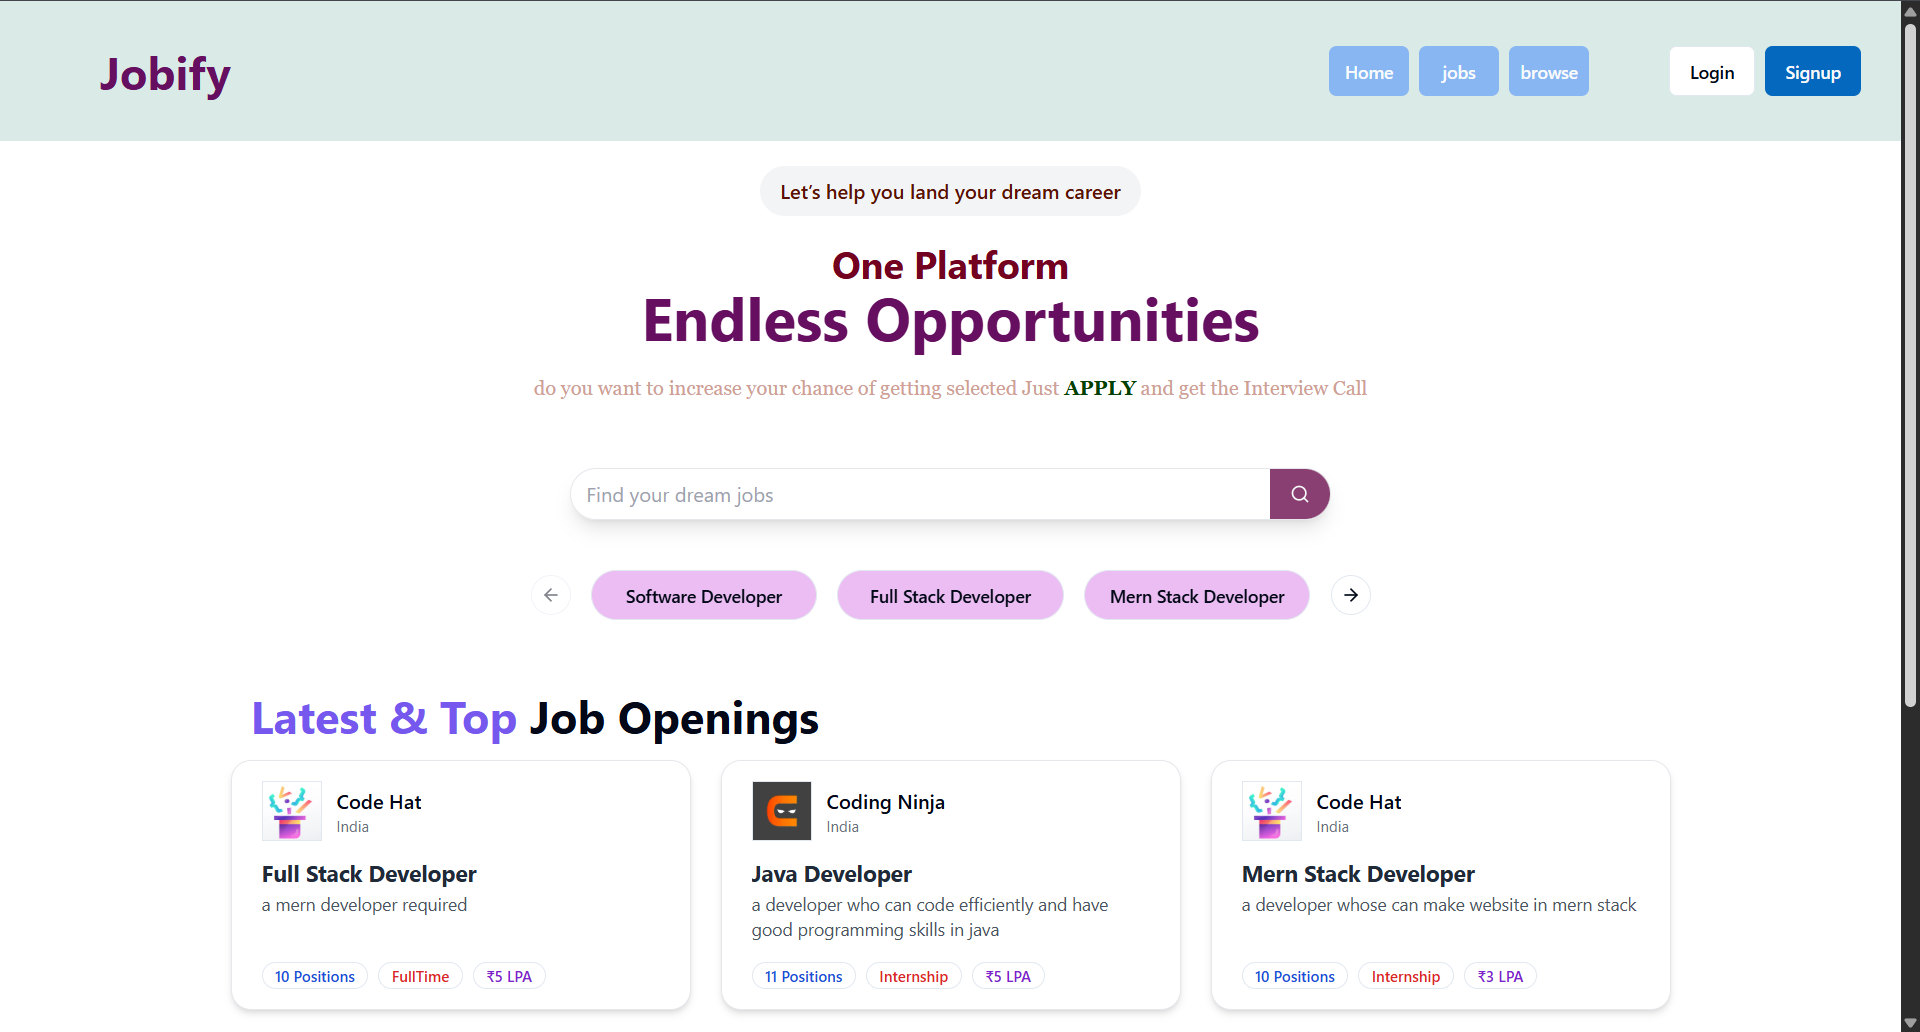 Jobify
Home jobs browse Login Signup
Let's help you land your dream career
One Platform
Endless Opportunities
do you want to increase your chance of getting selected Just APPLY and get the Interview Call
Find your dream jobs
Software Developer Full Stack Developer Mern Stack Developer
Latest & Top Job Openings
Code Hat
India
Full Stack Developer
a mern developer required
10 Positions FullTime ₹5 LPA
Coding Ninja
India
Java Developer
a developer who can code efficiently and have
good programming skills in java
11 Positions Internship ₹5 LPA
Code Hat
India
Mern Stack Developer
a developer whose can make website in mern stack
10 Positions Internship ₹3 LPA